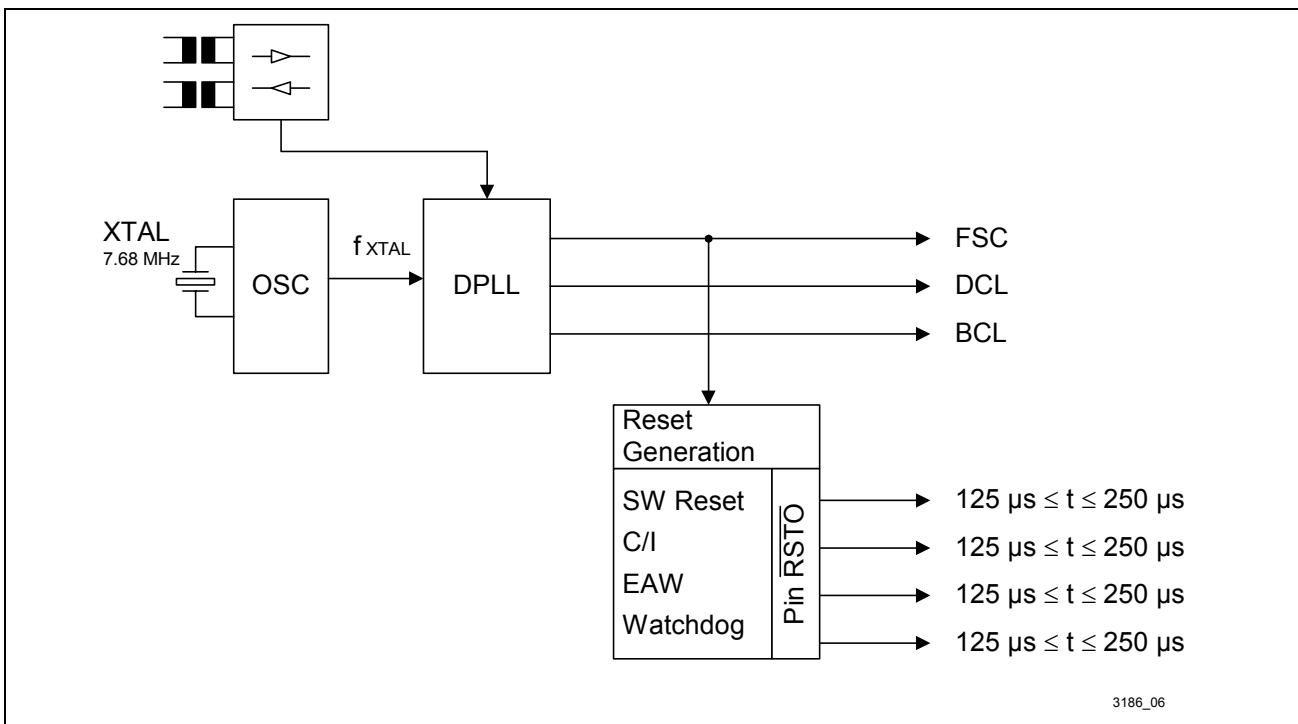 XTAL
7.68 MHz
OSC
f XTAL
DPLL
FSC
DCL
BCL
Reset
Generation
SW Reset
C/I
EAW
Watchdog
Pin R̅S̅T̅O̅
125 µs ≤ t ≤ 250 µs
125 µs ≤ t ≤ 250 µs
125 µs ≤ t ≤ 250 µs
125 µs ≤ t ≤ 250 µs
3186_06